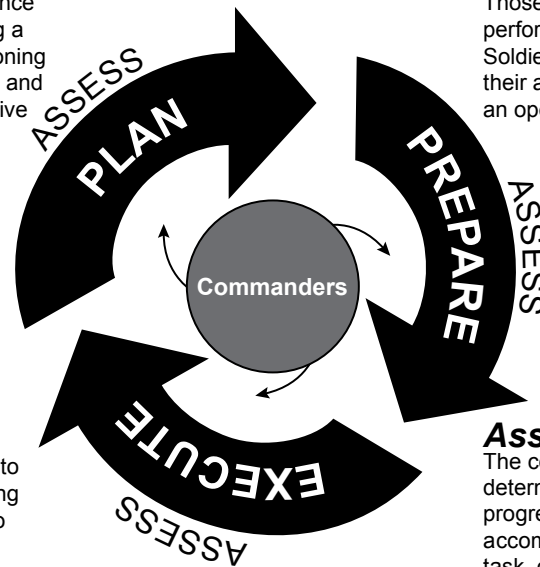 nce
g a
oning
and
ive
Those
perfor
Soldie
their a
an ope
ASSESS
PLAN
PREPARE
ASSESS
Commanders
EXECUTE
ASSESS
to
ng
o
Ass
The co
determ
progre
accom
task,